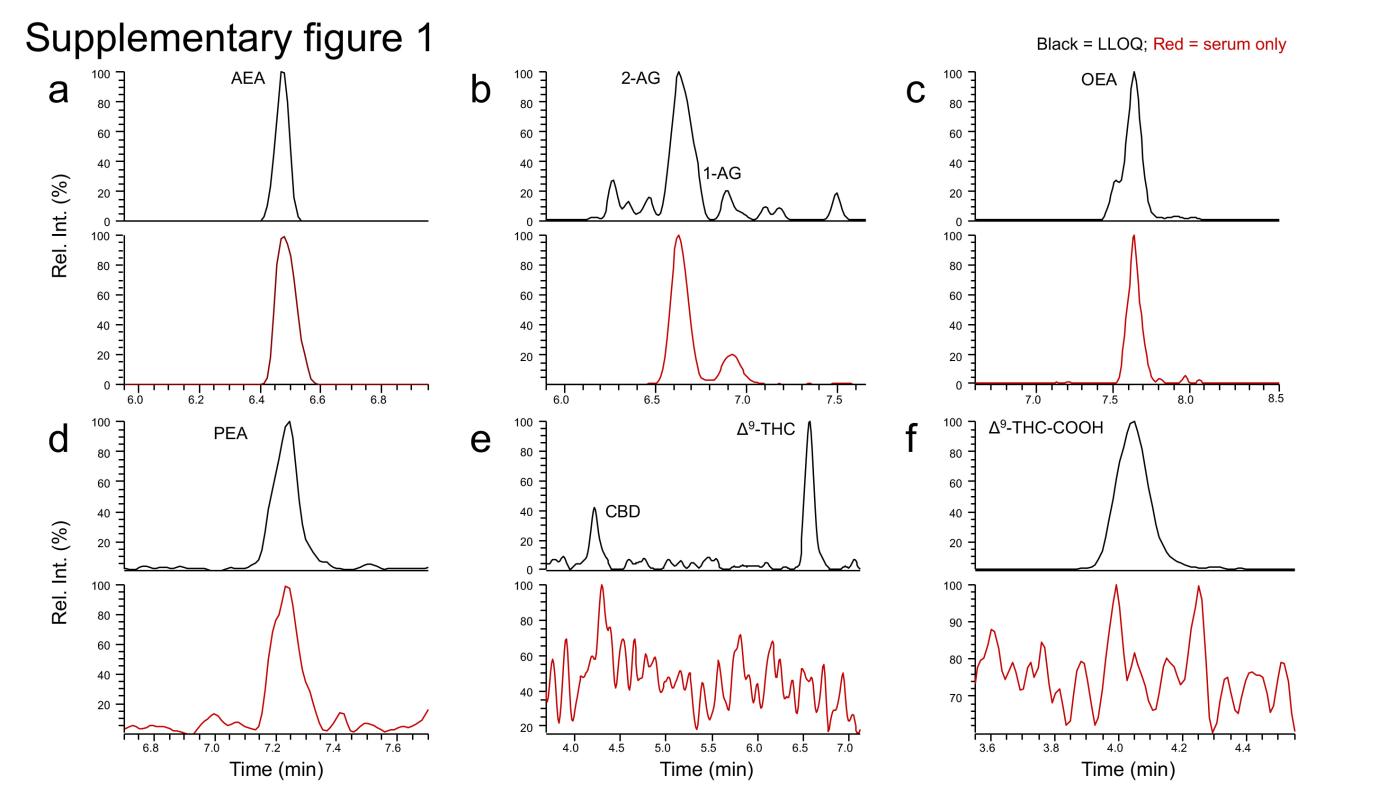 Supplementary figure 1
Black = LLOQ; Red = serum only
a
AEA
b
2-AG
1-AG
c
OEA
Rel. Int. (%)
100
80
60
40
20
0
100
80
60
40
20
0
6.0 6.2 6.4 6.6 6.8
100
80
60
40
20
0
100
80
60
40
20
6.0 6.5 7.0 7.5
100
80
60
40
20
0
100
80
60
40
20
0
7.0 7.5 8.0 8.5
d
PEA
e
CBD
Δ⁹-THC
f
Δ⁹-THC-COOH
Rel. Int. (%)
100
80
60
40
20
100
80
60
40
20
6.8 7.0 7.2 7.4 7.6
Time (min)
100
80
60
40
20
0
100
80
60
40
20
4.0 4.5 5.0 5.5 6.0 6.5 7.0
Time (min)
100
80
60
40
20
100
90
80
70
3.6 3.8 4.0 4.2 4.4
Time (min)